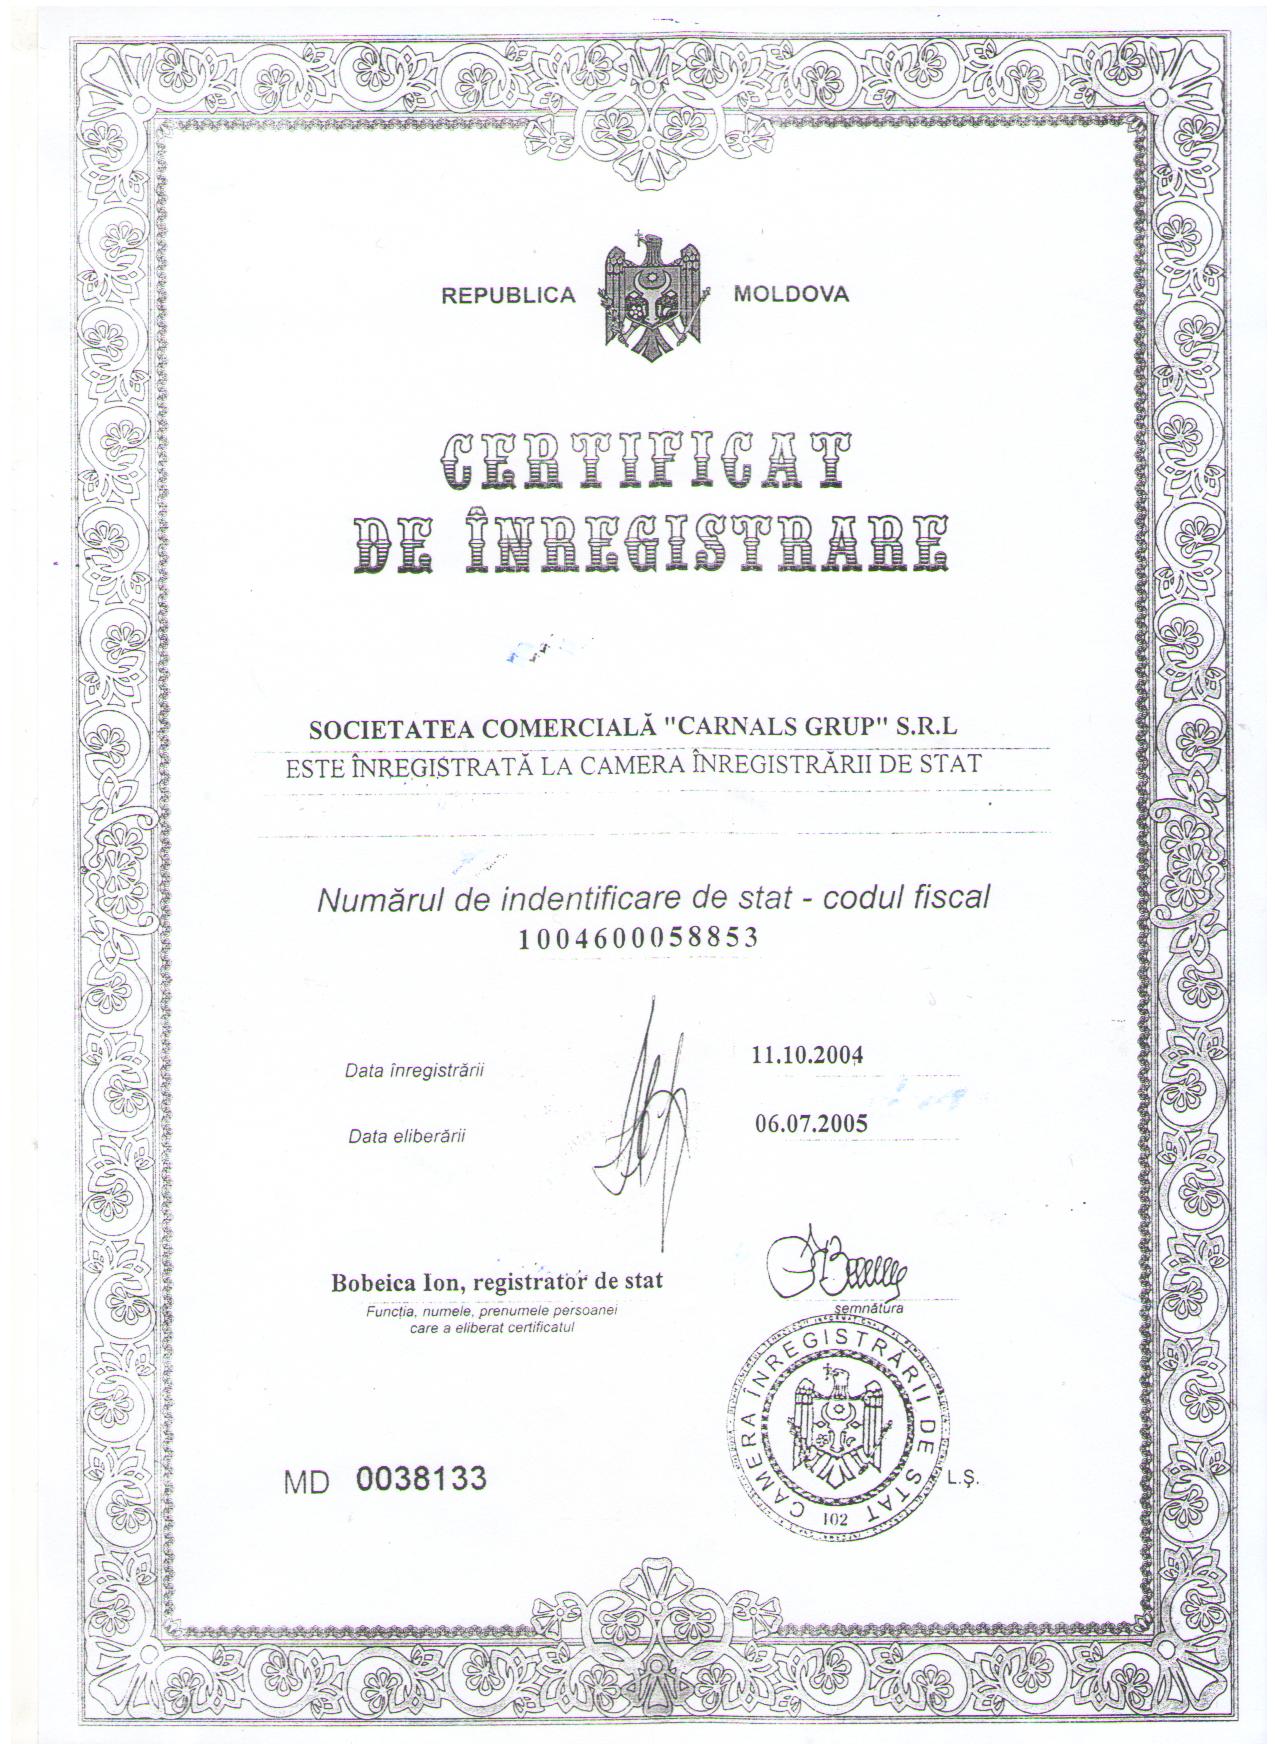 REPUBLICA MOLDOVA
CERTIFICAT
DE ÎNREGISTRARE
SOCIETATEA COMERCIALĂ "CARNALS GRUP" S.R.L
ESTE ÎNREGISTRATĂ LA CAMERA ÎNREGISTRĂRII DE STAT
Numărul de indentificare de stat - codul fiscal
1004600058853
Data înregistrării 11.10.2004
Data eliberării 06.07.2005
Bobeica Ion, registrator de stat
Funcția, numele, prenumele persoanei
care a eliberat certificatul
semnătura
CAMERA ÎNREGISTRĂRII DE STAT
102
L.Ş.
MD 0038133